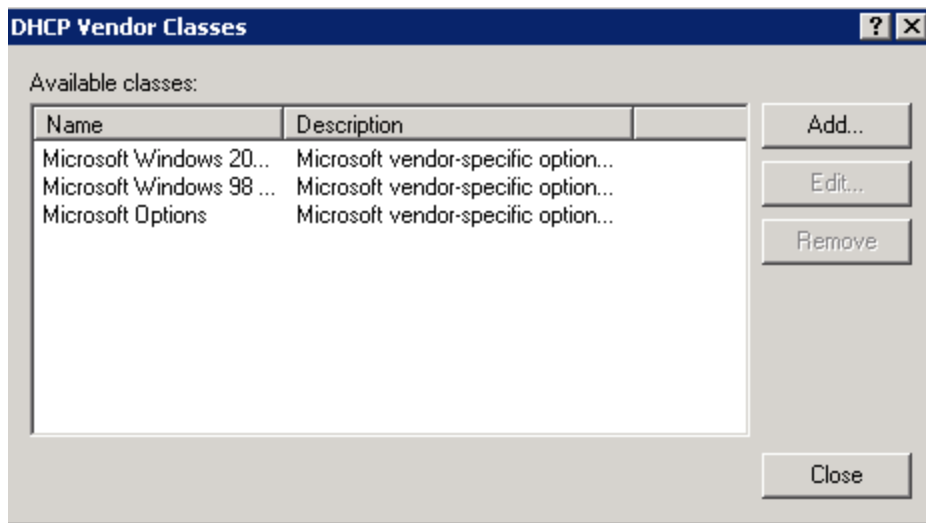 DHCP Vendor Classes
Available classes:
Name Description
Microsoft Windows 20... Microsoft vendor-specific option...
Microsoft Windows 98 ... Microsoft vendor-specific option...
Microsoft Options Microsoft vendor-specific option...
Add...
Edit...
Remove
Close